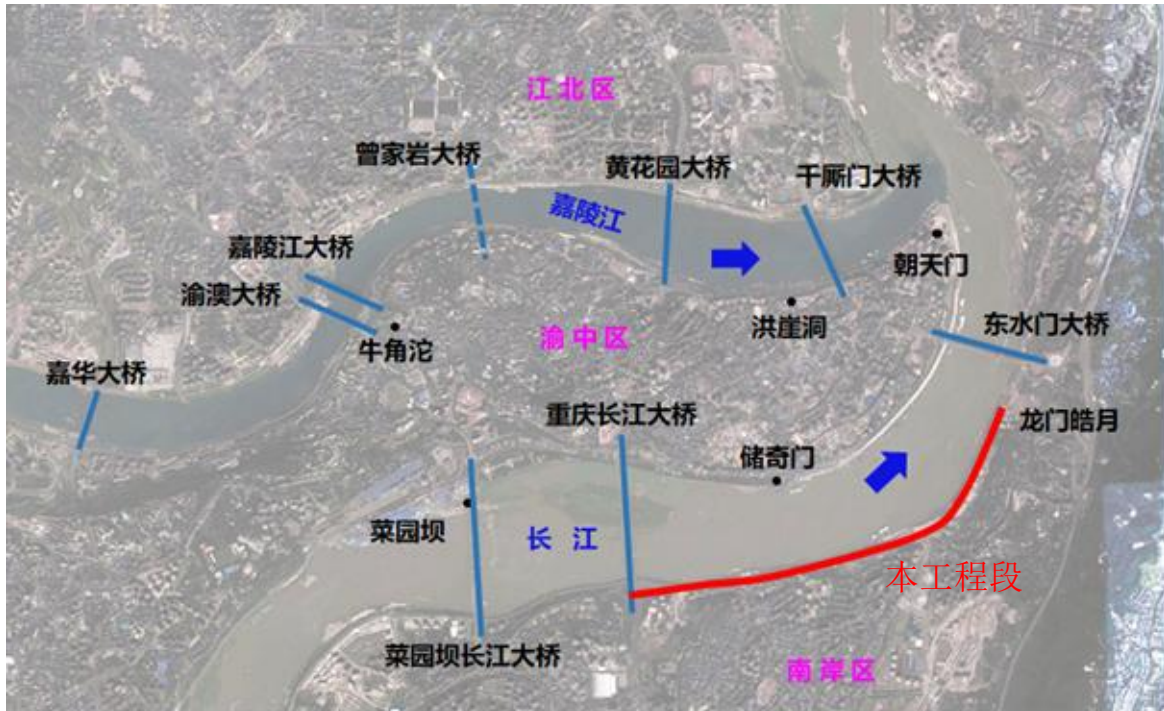 江北区
曾家岩大桥
黄花园大桥
千厮门大桥
嘉陵江
嘉陵江大桥
朝天门
渝澳大桥
洪崖洞
东水门大桥
渝中区
牛角沱
嘉华大桥
重庆长江大桥
龙门皓月
储奇门
菜园坝
长江
本工程段
菜园坝长江大桥
南岸区